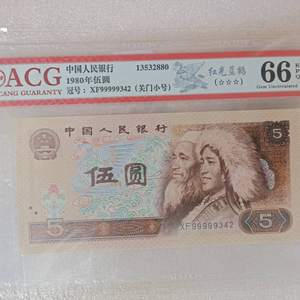 ACG
CANG GUARANTY
中国人民银行
13532880
1980年伍圆
冠号：XF99999342（关门小号）
红光蓝鹤
(☆☆☆)
66
Gem Uncirculated
中国人民银行
5
伍圆
5
5
XF99999342